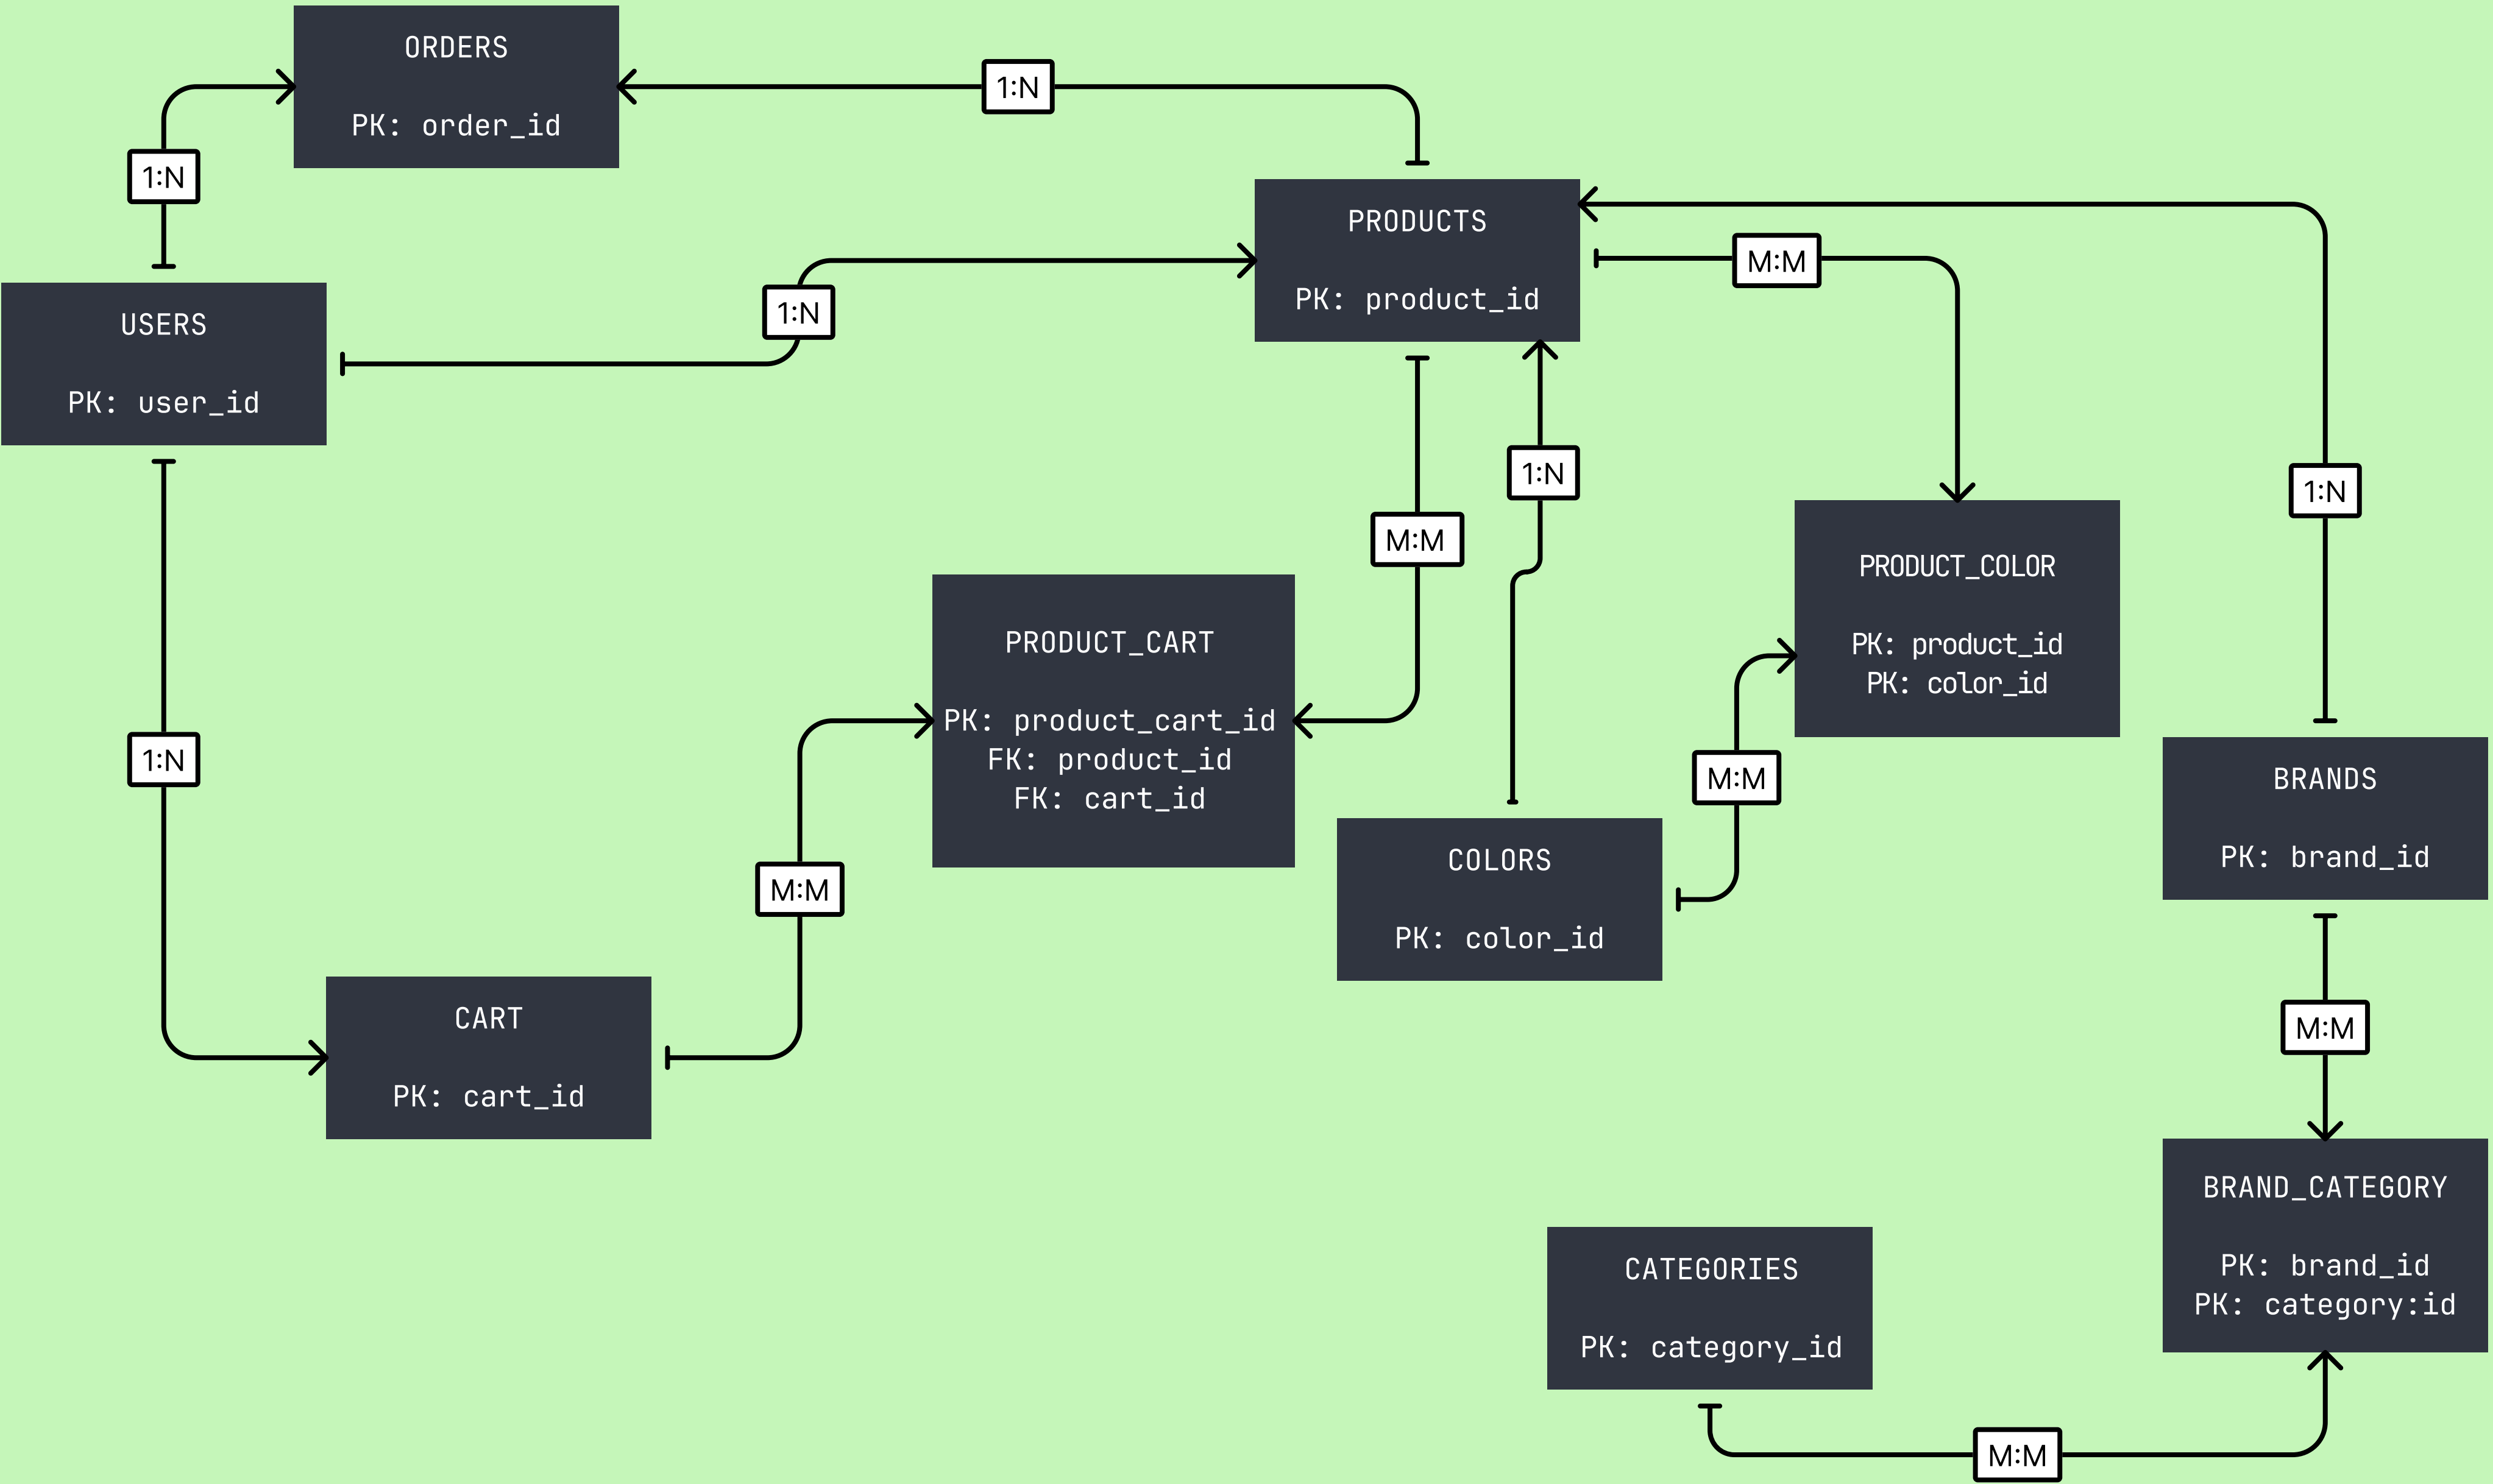 ORDERS
PK: order_id
1:N
1:N
PRODUCTS
PK: product_id
M:M
USERS
PK: user_id
1:N
1:N
1:N
M:M
PRODUCT_COLOR
PK: product_id
PK: color_id
PRODUCT_CART
PK: product_cart_id
FK: product_id
FK: cart_id
1:N
M:M
BRANDS
PK: brand_id
COLORS
PK: color_id
M:M
CART
PK: cart_id
M:M
BRAND_CATEGORY
PK: brand_id
PK: category:id
CATEGORIES
PK: category_id
M:M